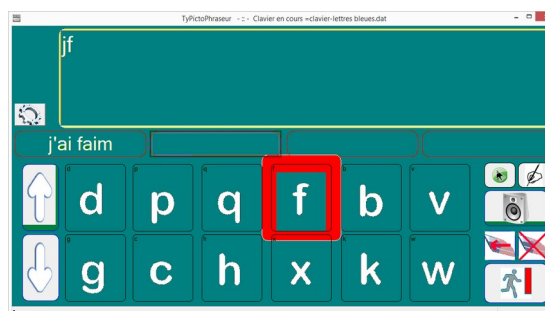 TyPictoPhraseur - :: - Clavier en cours =clavier-lettres bleues.dat
jf
j'ai faim
d p q f b v
g c h x k w